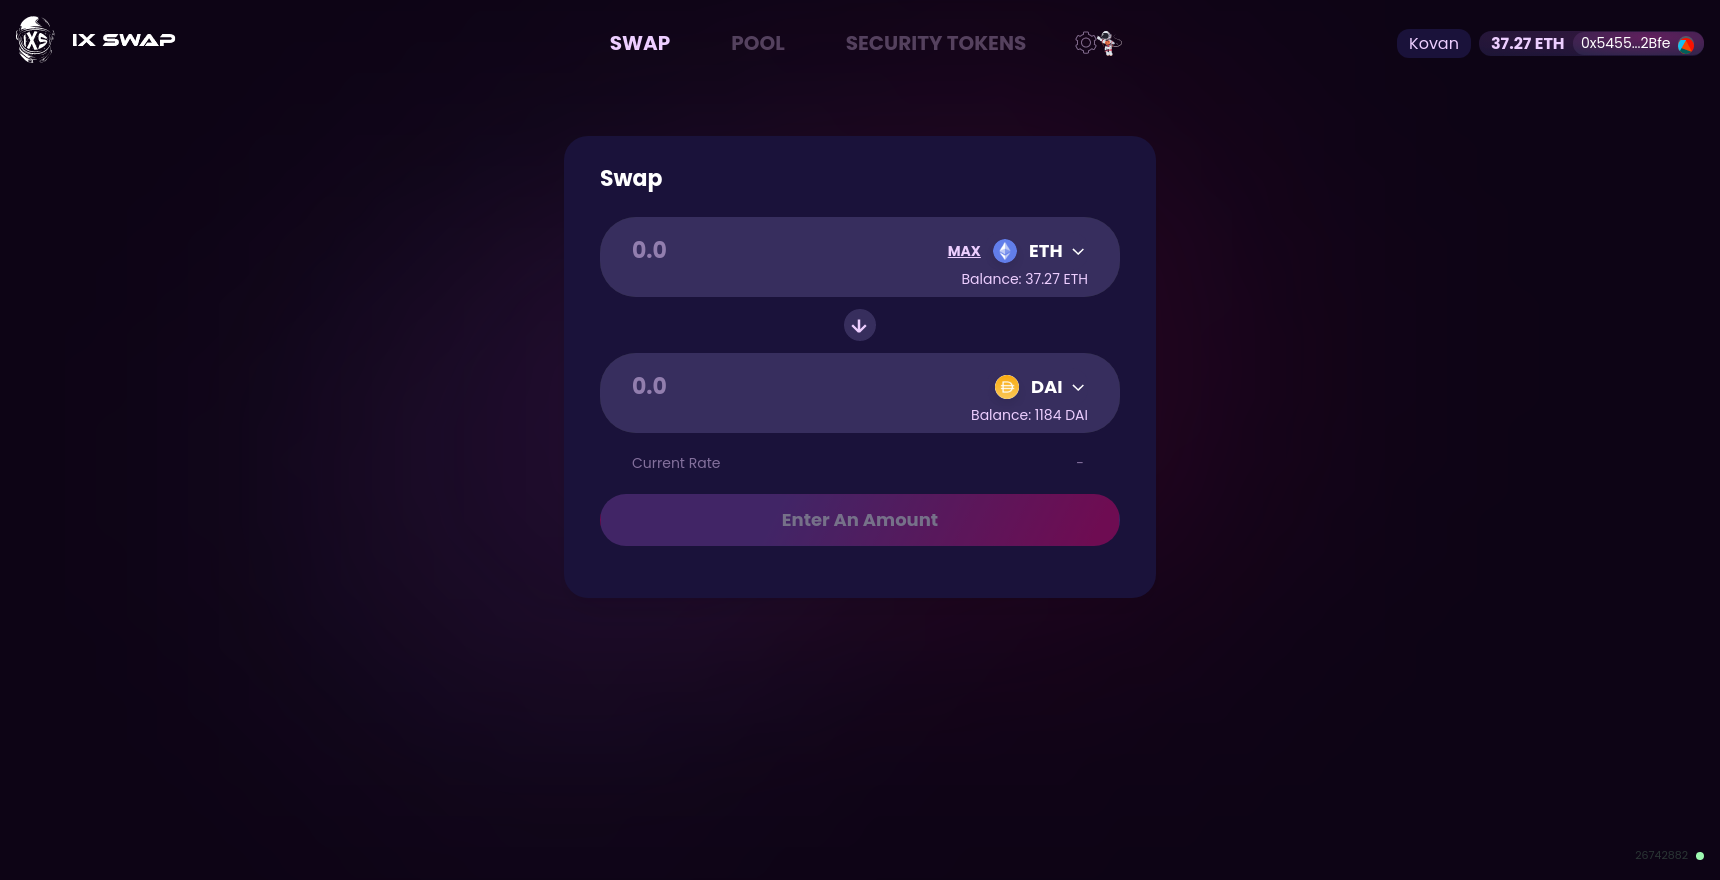 IXS
IX SWAP
SWAP
POOL
SECURITY TOKENS
Kovan
37.27 ETH
0x5455...2Bfe
Swap
0.0
MAX
ETH
Balance: 37.27 ETH
0.0
DAI
Balance: 1184 DAI
Current Rate
-
Enter An Amount
26742882